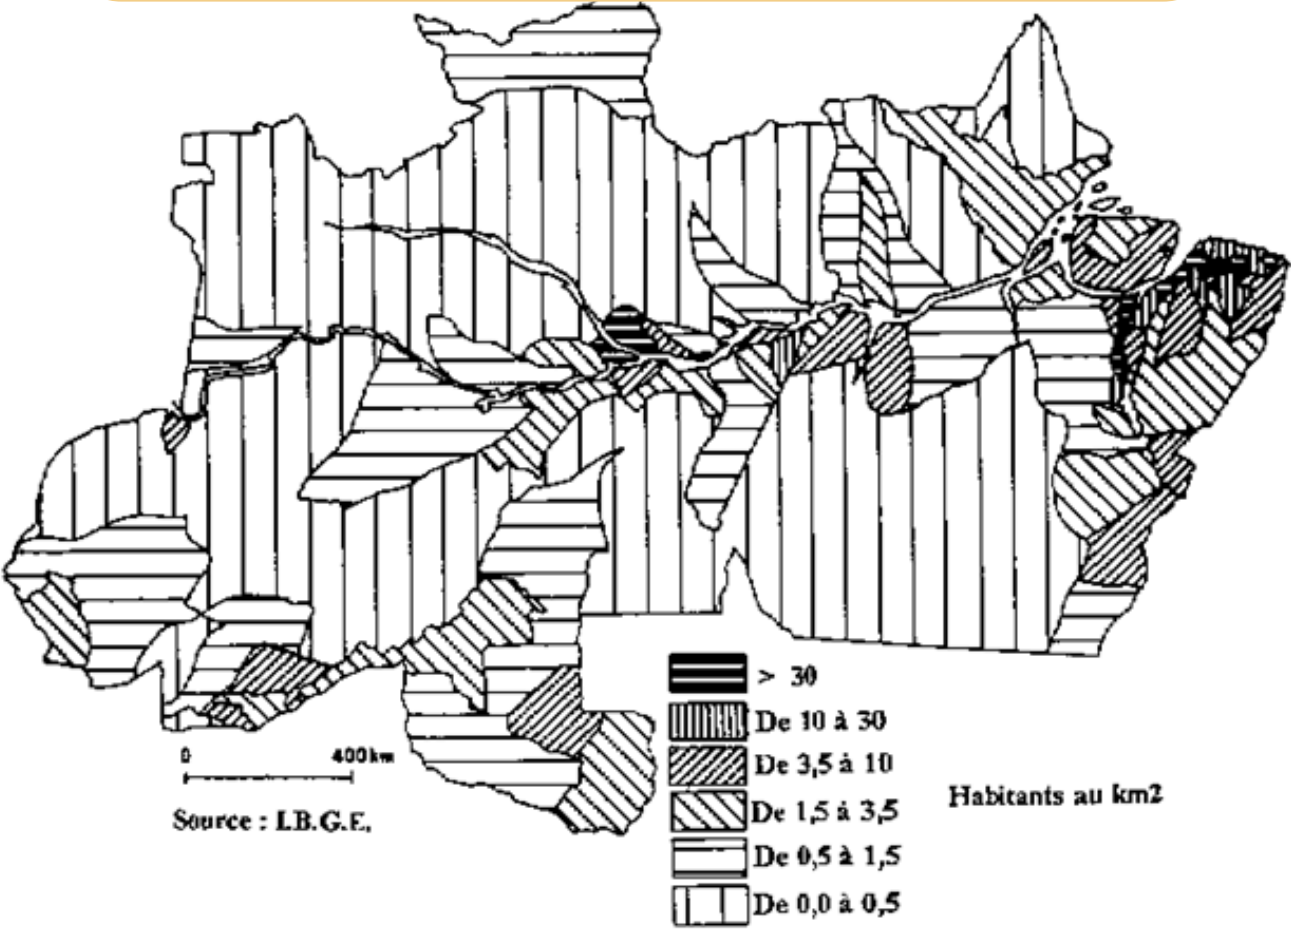 > 30
De 10 à 30
De 3,5 à 10
De 1,5 à 3,5
De 0,5 à 1,5
De 0,0 à 0,5
Habitants au km2
0 400km
Source : I.B.G.E.